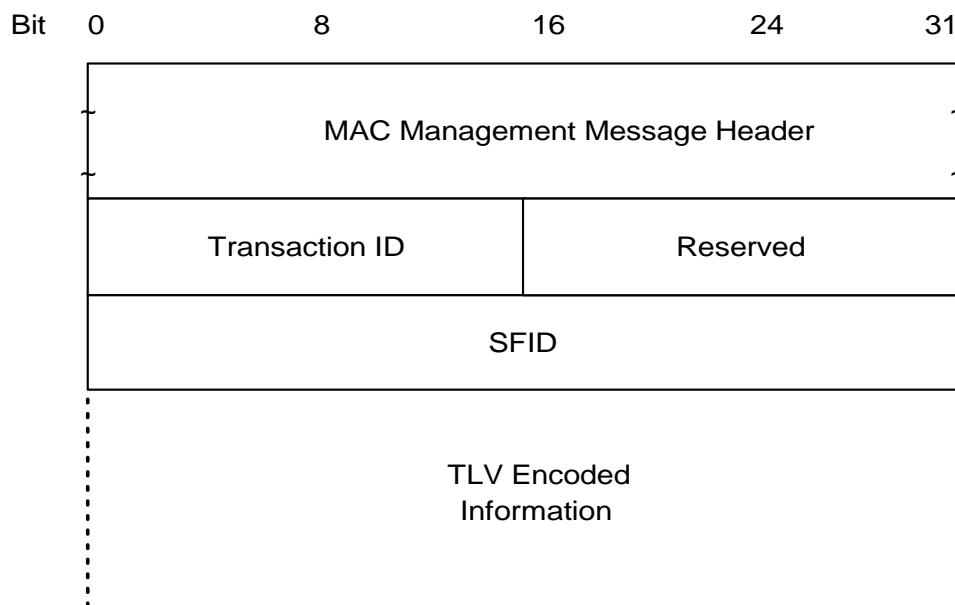 Bit 0 8 16 24 31
MAC Management Message Header
Transaction ID Reserved
SFID
TLV Encoded
Information